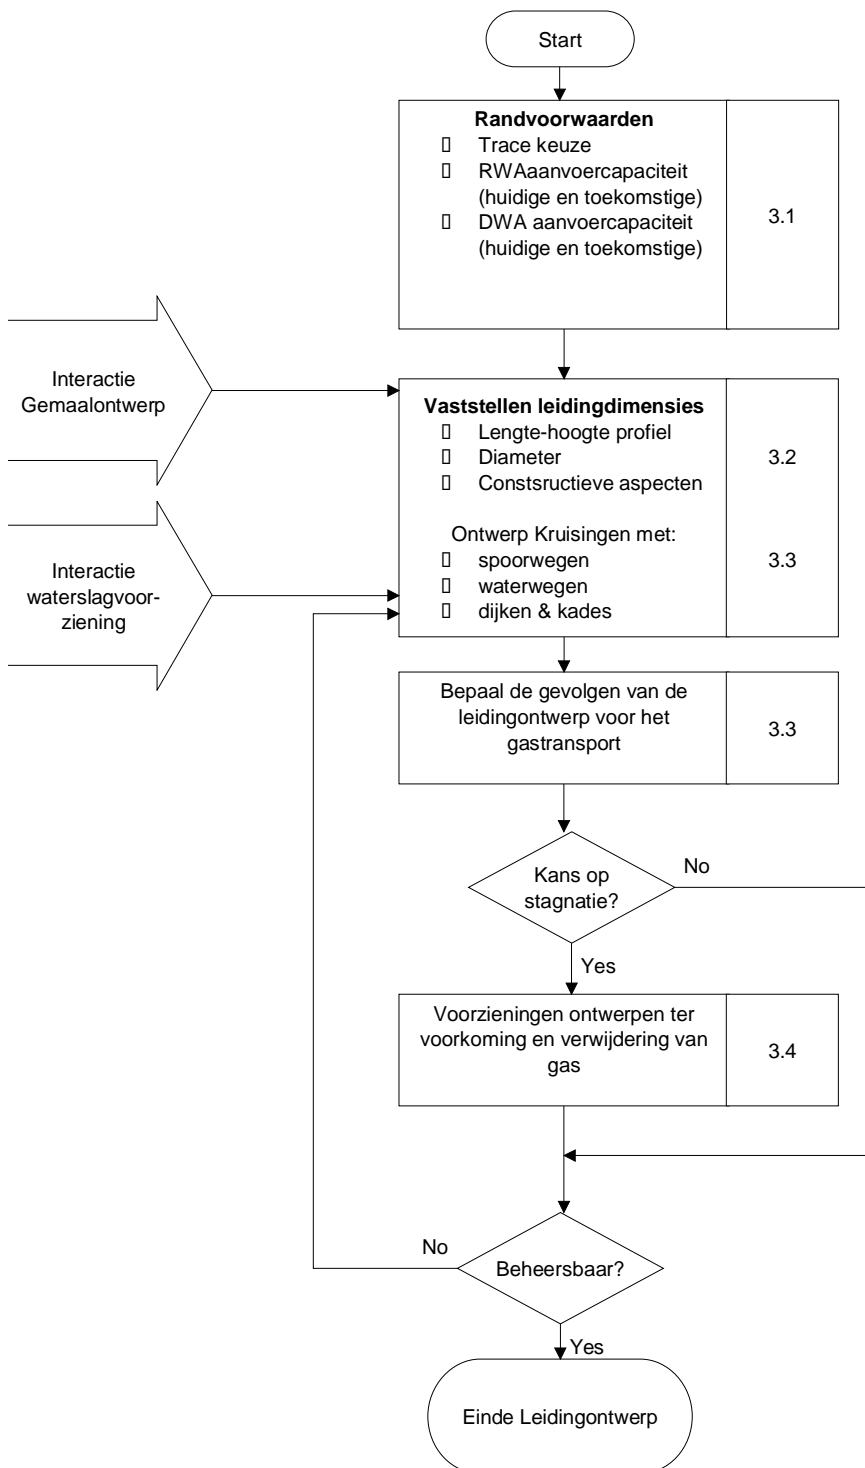 Start
Randvoorwaarden
Trace keuze
RWAaanvoercapaciteit
(huidige en toekomstige)
DWA aanvoercapaciteit
(huidige en toekomstige)
3.1
Interactie
Gemaalontwerp
Vaststellen leidingdimensies
Lengte-hoogte profiel
Diameter
Constsructieve aspecten
3.2
Ontwerp Kruisingen met:
spoorwegen
waterwegen
dijken & kades
3.3
Interactie
waterslagvoor-
ziening
Bepaal de gevolgen van de
leidingontwerp voor het
gastransport
3.3
Kans op
stagnatie?
No
Yes
Voorzieningen ontwerpen ter
voorkoming en verwijdering van
gas
3.4
No
Beheersbaar?
Yes
Einde Leidingontwerp